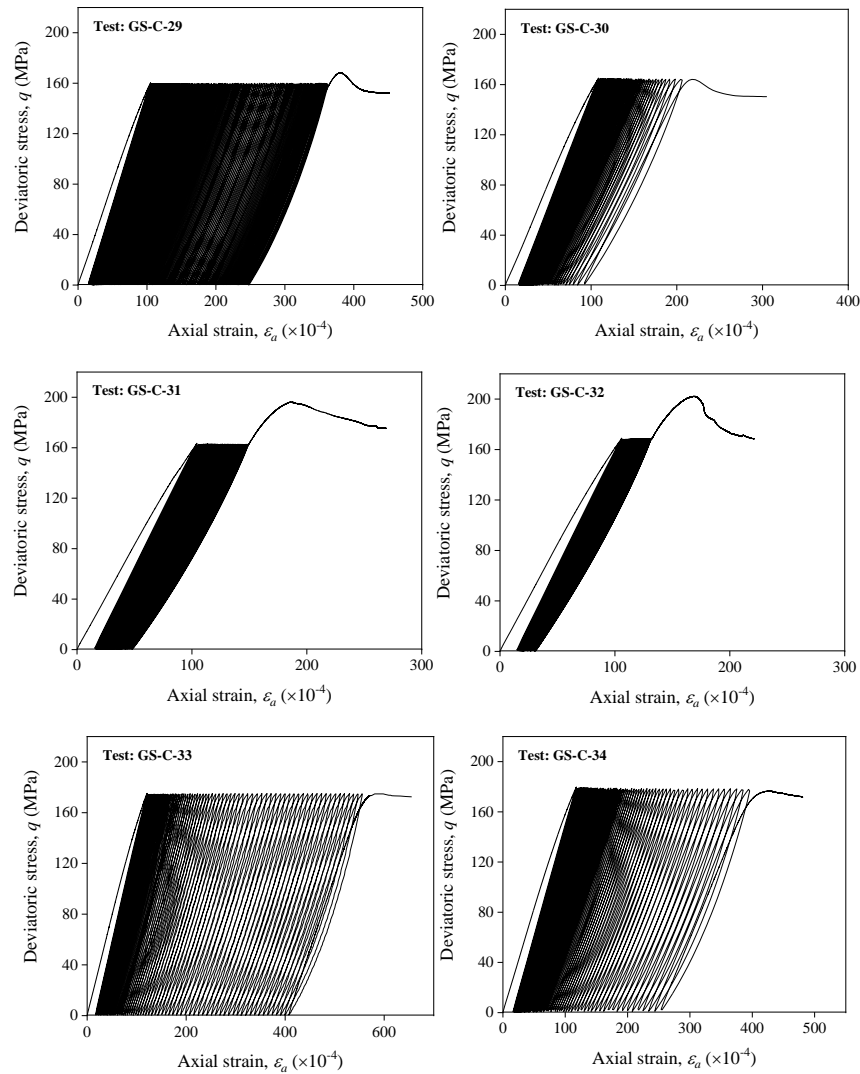 Test: GS-C-29
Deviatoric stress, q (MPa)
200
160
120
80
40
0
0 100 200 300 400 500
Axial strain, εa (×10-4)
Test: GS-C-30
Deviatoric stress, q (MPa)
200
160
120
80
40
0
0 100 200 300 400
Axial strain, εa (×10-4)
Test: GS-C-31
Deviatoric stress, q (MPa)
200
160
120
80
40
0
0 100 200 300
Axial strain, εa (×10-4)
Test: GS-C-32
Deviatoric stress, q (MPa)
200
160
120
80
40
0
0 100 200 300
Axial strain, εa (×10-4)
Test: GS-C-33
Deviatoric stress, q (MPa)
200
160
120
80
40
0
0 200 400 600
Axial strain, εa (×10-4)
Test: GS-C-34
Deviatoric stress, q (MPa)
200
160
120
80
40
0
0 100 200 300 400 500
Axial strain, εa (×10-4)